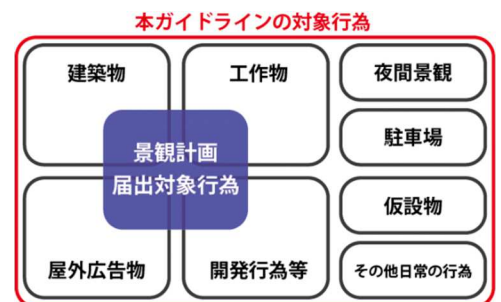 本ガイドラインの対象行為
建築物
工作物
夜間景観
駐車場
景観計画
届出対象行為
仮設物
屋外広告物
開発行為等
その他日常の行為